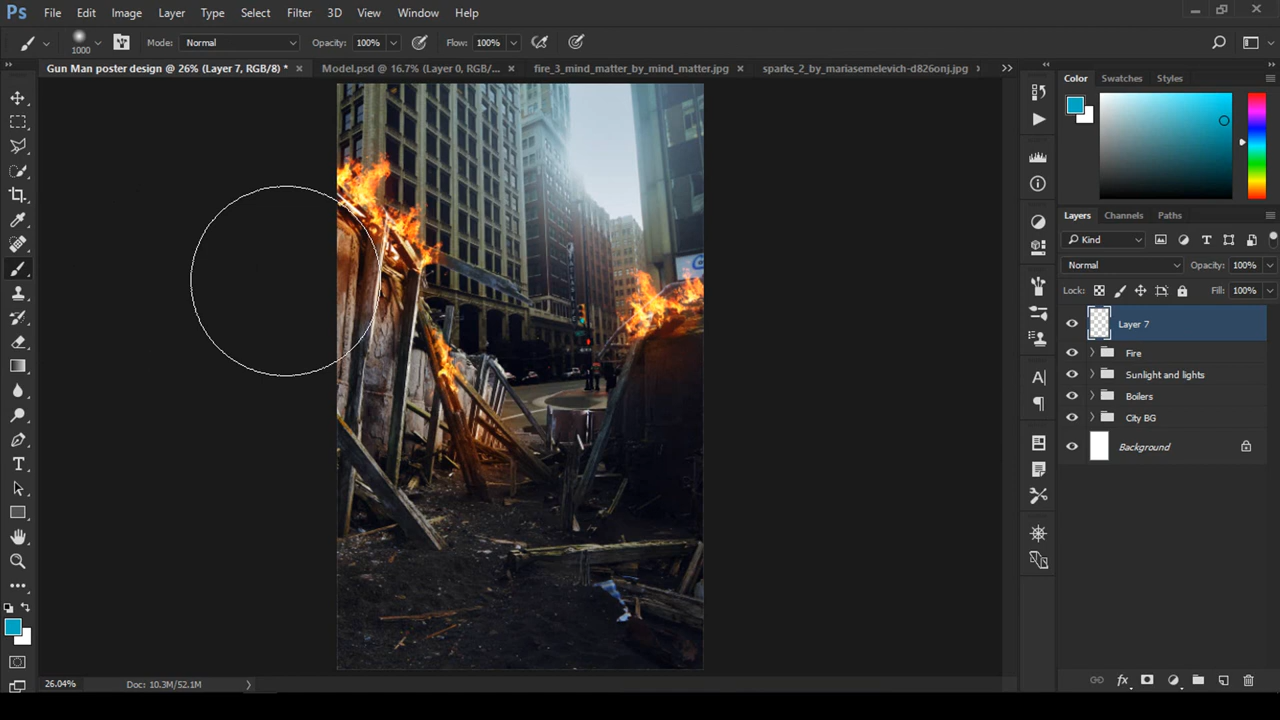 Ps File Edit Image Layer Type Select Filter 3D View Window Help
1000 Mode: Normal Opacity: 100% Flow: 100%
Gun Man poster design @ 26% (Layer 7, RGB/8) * × Model.psd @ 16.7% (Layer 0, RGB/... × fire_3_mind_matter_by_mind_matter.jpg × sparks_2_by_mariasemelevich-d826onj.jpg
Color Swatches Styles
Layers Channels Paths
Kind
Normal Opacity: 100%
Lock: Fill: 100%
Layer 7
Fire
Sunlight and lights
Boilers
City BG
Background
26.04% Doc: 10.3M/52.1M
fx